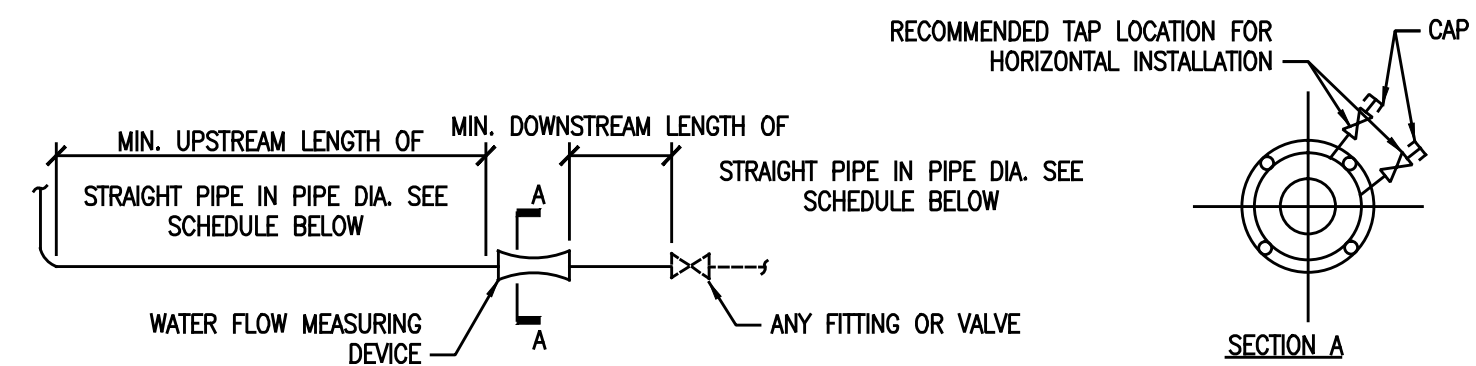 RECOMMENDED TAP LOCATION FOR
HORIZONTAL INSTALLATION
CAP
MIN. UPSTREAM LENGTH OF
STRAIGHT PIPE IN PIPE DIA. SEE
SCHEDULE BELOW
MIN. DOWNSTREAM LENGTH OF
STRAIGHT PIPE IN PIPE DIA. SEE
SCHEDULE BELOW
A
A
WATER FLOW MEASURING
DEVICE
ANY FITTING OR VALVE
SECTION A